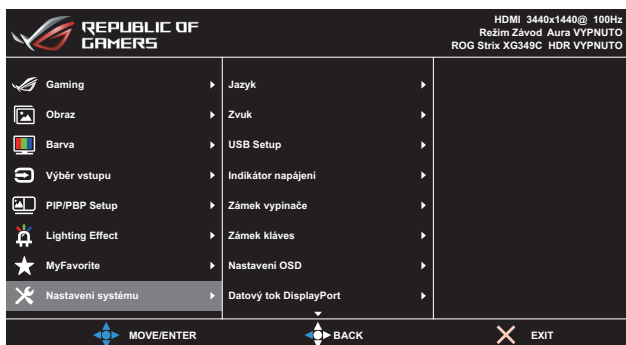 REPUBLIC OF
GAMERS
HDMI 3440x1440@ 100Hz
Režim Závod Aura VYPNUTO
ROG Strix XG349C HDR VYPNUTO
Gaming
Obraz
Barva
Výběr vstupu
PIP/PBP Setup
Lighting Effect
MyFavorite
Nastavení systému
Jazyk
Zvuk
USB Setup
Indikátor napájení
Zámek vypínače
Zámek kláves
Nastavení OSD
Datový tok DisplayPort
MOVE/ENTER
BACK
EXIT